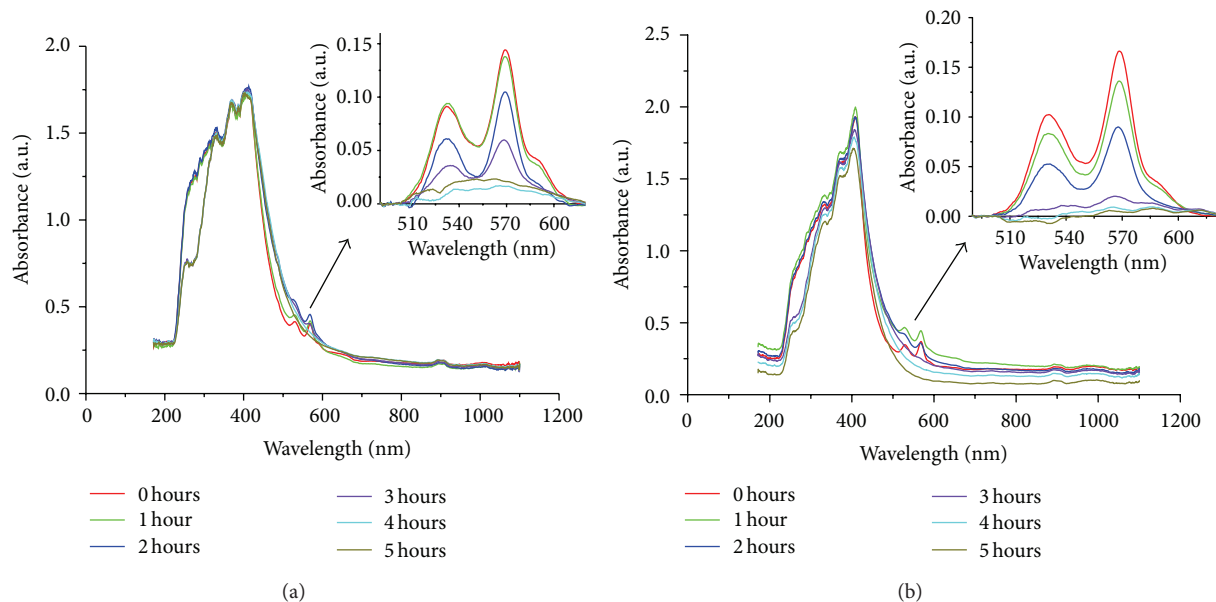 2.0
1.5
1.0
0.5
0.0
Absorbance (a.u.)
0 200 400 600 800 1000 1200
Wavelength (nm)
0.15
0.10
0.05
0.00
Absorbance (a.u.)
510 540 570 600
Wavelength (nm)
0 hours
1 hour
2 hours
3 hours
4 hours
5 hours
(a)
2.5
2.0
1.5
1.0
0.5
0.0
Absorbance (a.u.)
0 200 400 600 800 1000 1200
Wavelength (nm)
0.20
0.15
0.10
0.05
0.00
Absorbance (a.u.)
510 540 570 600
Wavelength (nm)
0 hours
1 hour
2 hours
3 hours
4 hours
5 hours
(b)